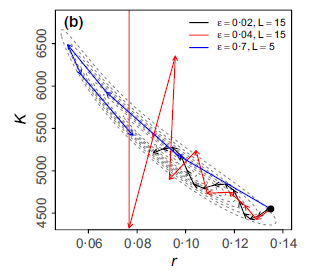 (b)
ε = 0·02, L = 15
ε = 0·04, L = 15
ε = 0·7, L = 5
K
6500
6000
5500
5000
4500
0·06 0·08 0·10 0·12 0·14
r